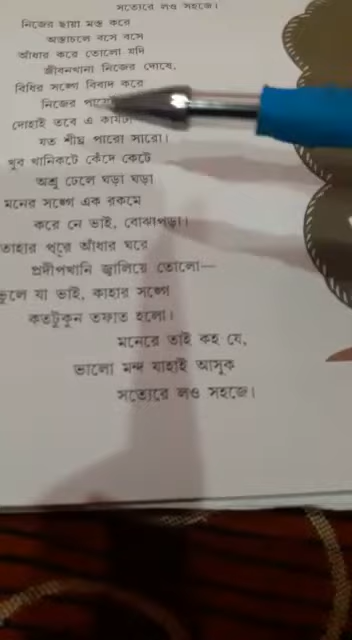 সত্যেরে লও সহজে।
নিজের ছায়া মস্ত করে
অস্তাচলে বসে বসে
আঁধার করে তোলো যদি
জীবনখানা নিজের দোষে,
বিধির সঙ্গে বিবাদ করে
নিজের পায়ে
দোহাই তবে এ কার্যটা
যত শীঘ্র পারো সারো।
খুব খানিকটে কেঁদে কেটে
অশ্রু ঢেলে ঘড়া ঘড়া
মনের সঙ্গে এক রকমে
করে নে ভাই, বোঝাপড়া।
তাহার পরে আঁধার ঘরে
প্রদীপখানি জ্বালিয়ে তোলো—
ভুলে যা ভাই, কাহার সঙ্গে
কতটুকুন তফাত হলো।
মনেরে তাই কহ যে,
ভালো মন্দ যাহাই আসুক
সত্যেরে লও সহজে।